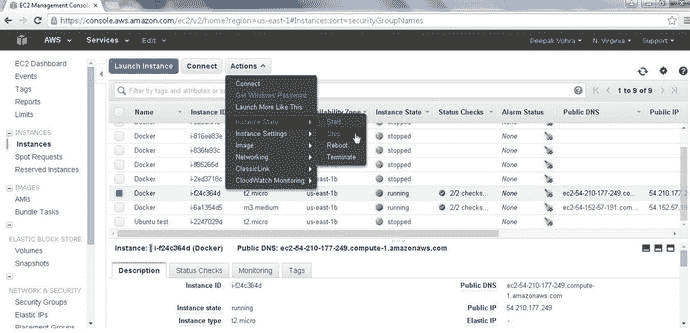 EC2 Management Console
https://console.aws.amazon.com/ec2/v2/home?region=us-east-1#Instances:sort=securityGroupNames
AWS Services Edit Deepak Vohra N. Virginia Support
EC2 Dashboard
Events
Tags
Reports
Limits
INSTANCES
Instances
Spot Requests
Reserved Instances
IMAGES
AMIs
Bundle Tasks
ELASTIC BLOCK STORE
Volumes
Snapshots
NETWORK & SECURITY
Security Groups
Elastic IPs
Placement Groups
Launch Instance Connect Actions
Filter by tags and attributes or 1 to 9 of 9
Connect
Get Windows Password
Launch More Like This
Instance State
Instance Settings
Image
Networking
ClassicLink
CloudWatch Monitoring
Start
Stop
Reboot
Terminate
Name Instance ID Availability Zone Instance State Status Checks Alarm Status Public DNS Public IP
Docker stopped None
Docker i-816ee83e stopped None
Docker i-836fe83c stopped None
Docker i-ff85265d stopped None
Docker i-2ed3718c us-east-1b stopped None
Docker i-f24c364d t2.micro us-east-1b running 2/2 checks... None ec2-54-210-177-249.co... 54.210.177.2
Docker i-6a1354d5 m3.medium us-east-1b running 2/2 checks... None ec2-54-152-57-191.com... 54.152.57.19
Ubuntu test i-2247029d t2.micro us-east-1b stopped None
Instance: i-f24c364d (Docker) Public DNS: ec2-54-210-177-249.compute-1.amazonaws.com
Description Status Checks Monitoring Tags
Instance ID i-f24c364d Public DNS ec2-54-210-177-249.compute-
1.amazonaws.com
Instance state running Public IP 54.210.177.249
Instance type t2.micro Elastic IP -